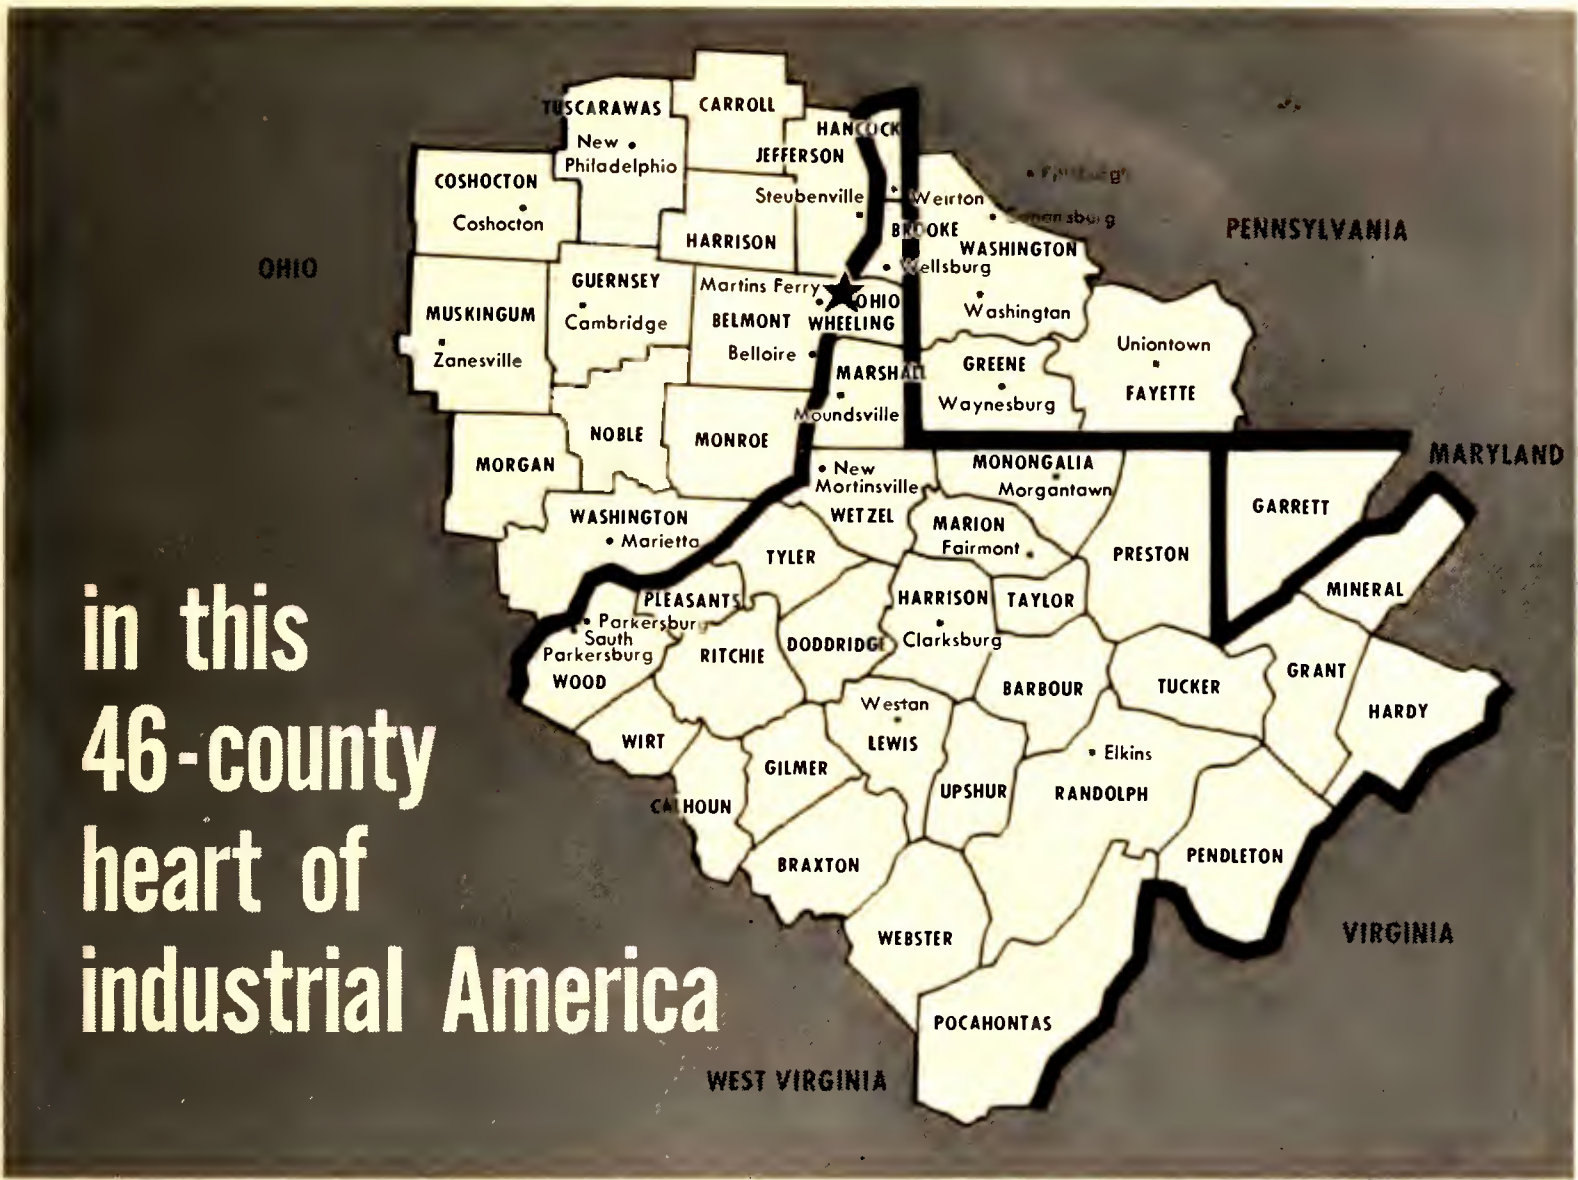 TUSCARAWAS
CARROLL
HANCOCK
New
Philadelphio
JEFFERSON
COSHOCTON
Coshocton
Steubenville
Weirton
PENNSYLVANIA
HARRISON
BROOKE
WASHINGTON
OHIO
Wellsburg
GUERNSEY
Martins Ferry
OHIO
Washington
MUSKINGUM
Cambridge
BELMONT
WHEELING
Zanesville
Belloire
Uniontown
MARSHALL
GREENE
FAYETTE
Moundsville
Waynesburg
NOBLE
MONROE
MARYLAND
MORGAN
New
Mortinsville
MONONGALIA
Morgantown
GARRETT
WASHINGTON
Marietta
WETZEL
MARION
Fairmont
TYLER
PRESTON
MINERAL
PLEASANTS
HARRISON
TAYLOR
Parkersburg
Sauth
Parkersburg
RITCHIE
DODDRIDGE
Clarksburg
WOOD
BARBOUR
TUCKER
GRANT
HARDY
WIRT
Westan
LEWIS
Elkins
GILMER
UPSHUR
RANDOLPH
CALHOUN
BRAXTON
PENDLETON
WEBSTER
VIRGINIA
POCAHONTAS
WEST VIRGINIA
in this
46-county
heart of
industrial America